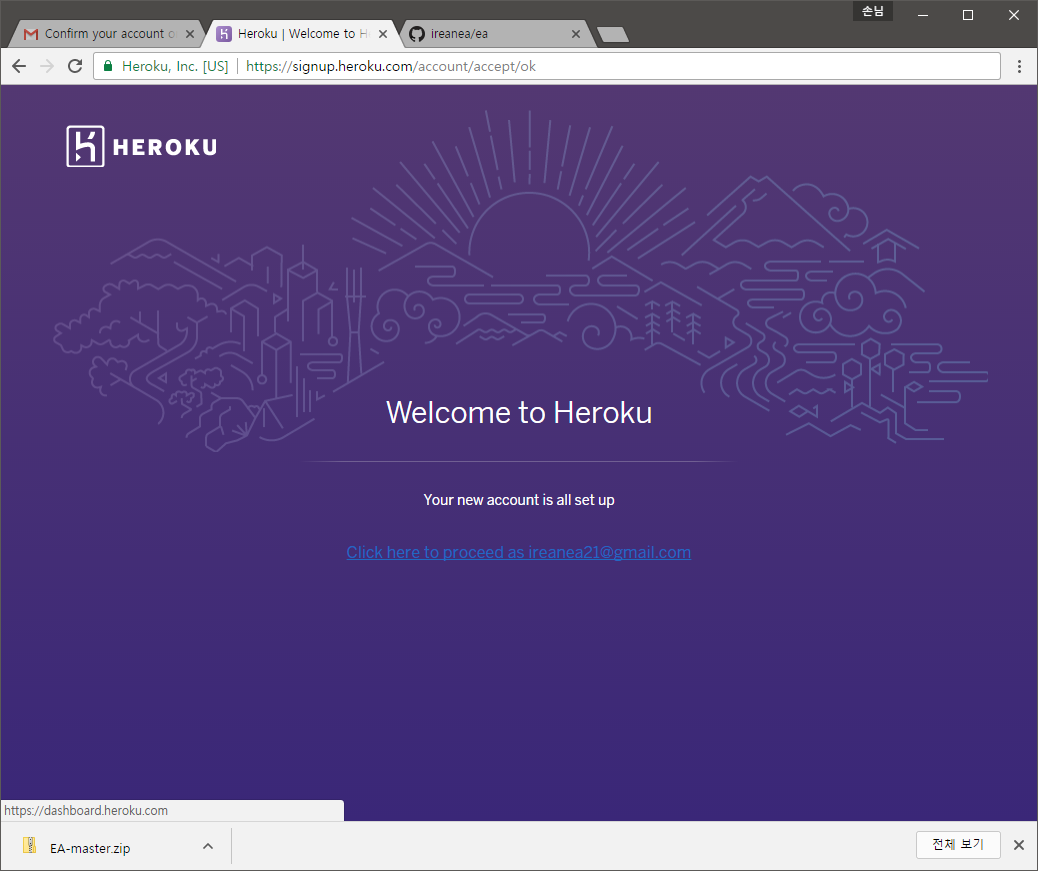 손님
Confirm your account o
Heroku | Welcome to H
ireanea/ea
Heroku, Inc. [US]
https://signup.heroku.com/account/accept/ok
HEROKU
Welcome to Heroku
Your new account is all set up
Click here to proceed as ireanea21@gmail.com
https://dashboard.heroku.com
EA-master.zip
전체 보기